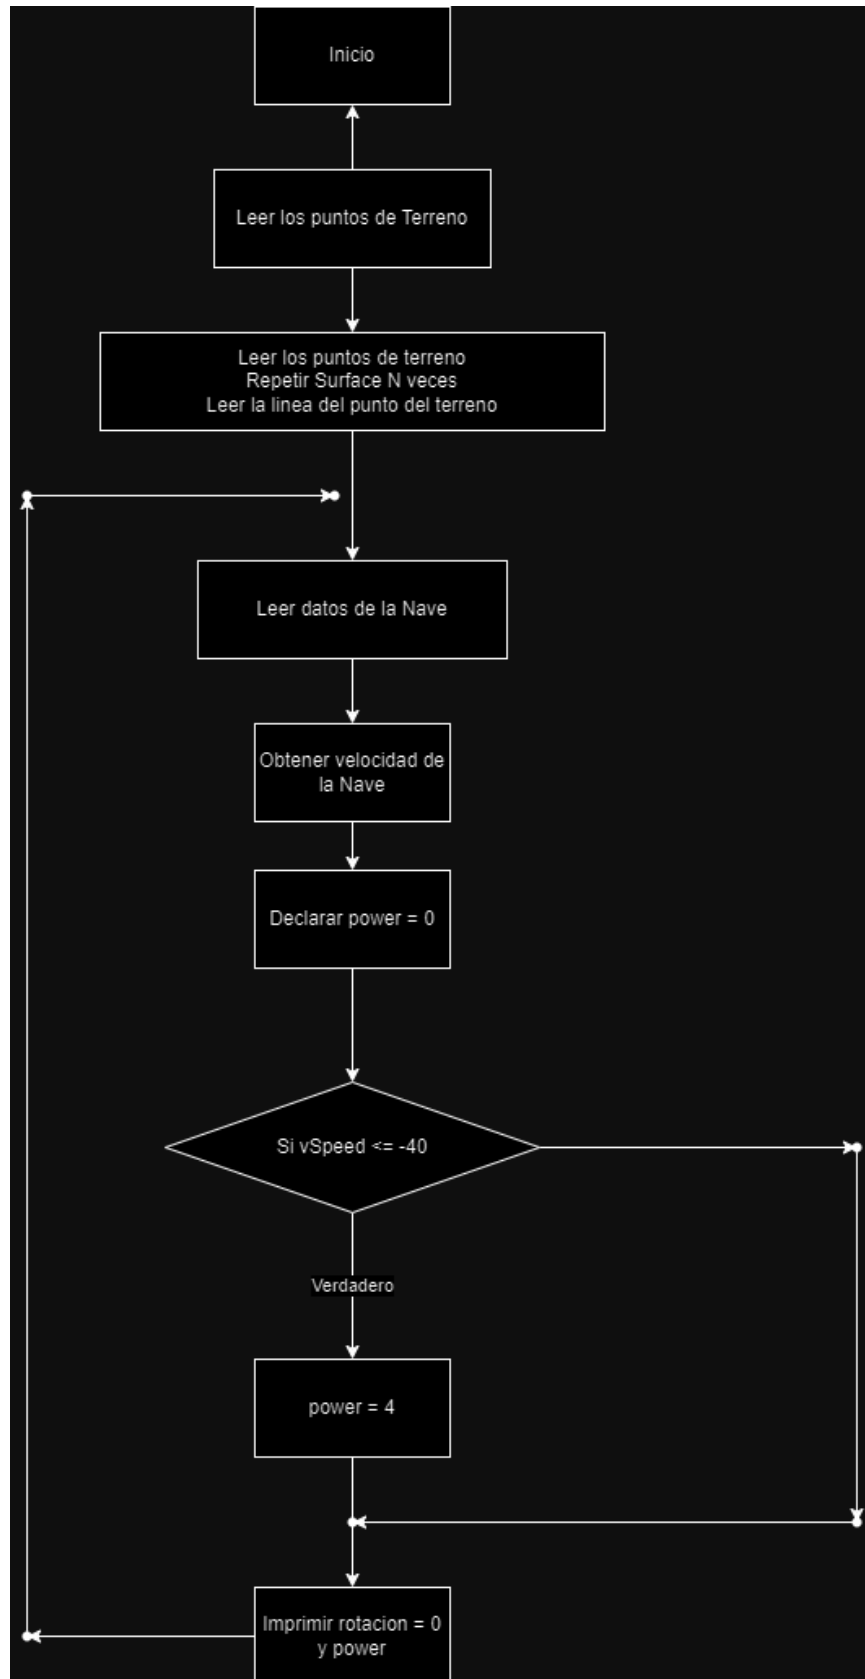 Inicio
Leer los puntos de Terreno
Leer los puntos de terreno
Repetir Surface N veces
Leer la linea del punto del terreno
Leer datos de la Nave
Obtener velocidad de
la Nave
Declarar power = 0
Si vSpeed <= -40
Verdadero
power = 4
Imprimir rotacion = 0
y power